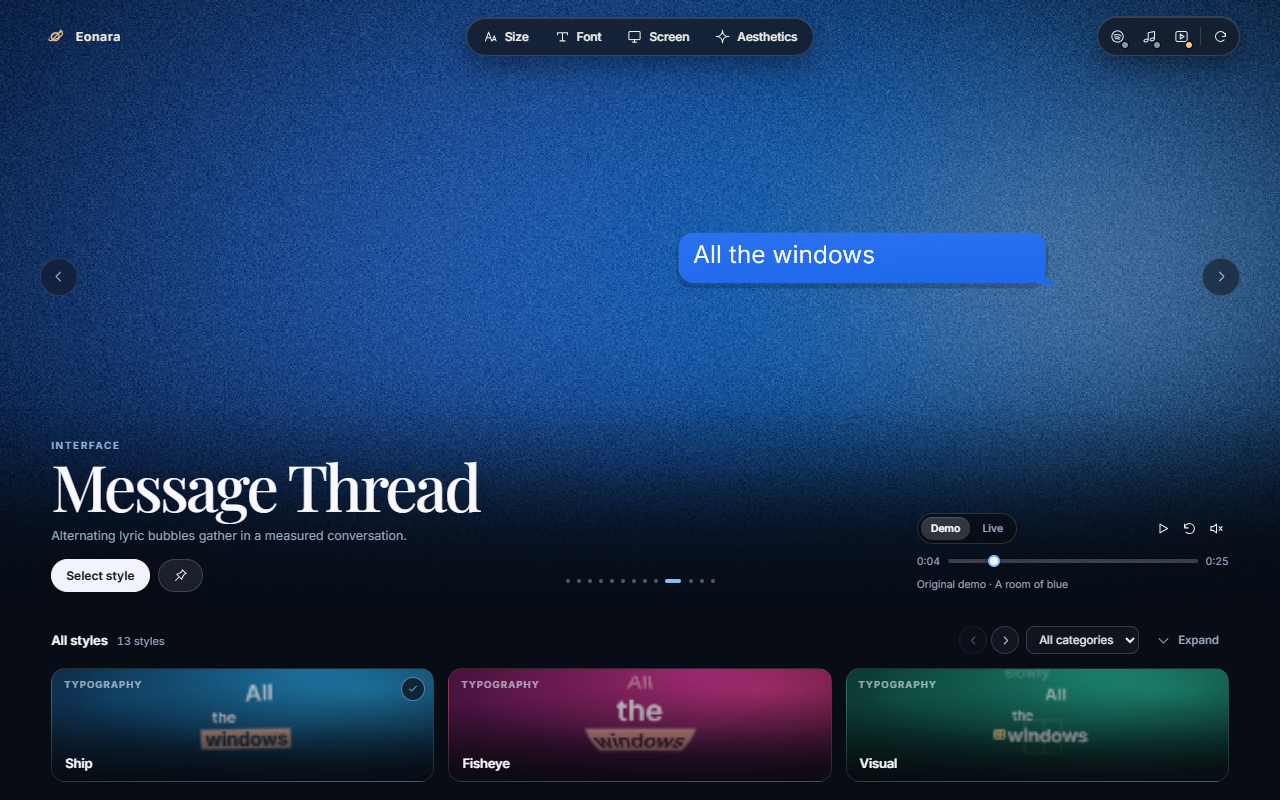 Eonara
Size
Font
Screen
Aesthetics
All the windows
INTERFACE
Message Thread
Alternating lyric bubbles gather in a measured conversation.
Select style
Demo
Live
0:04
0:25
Original demo · A room of blue
All styles
13 styles
All categories
Expand
TYPOGRAPHY
All
the
windows
Ship
TYPOGRAPHY
All
the
windows
Fisheye
TYPOGRAPHY
slowly
All
the
windows
Visual